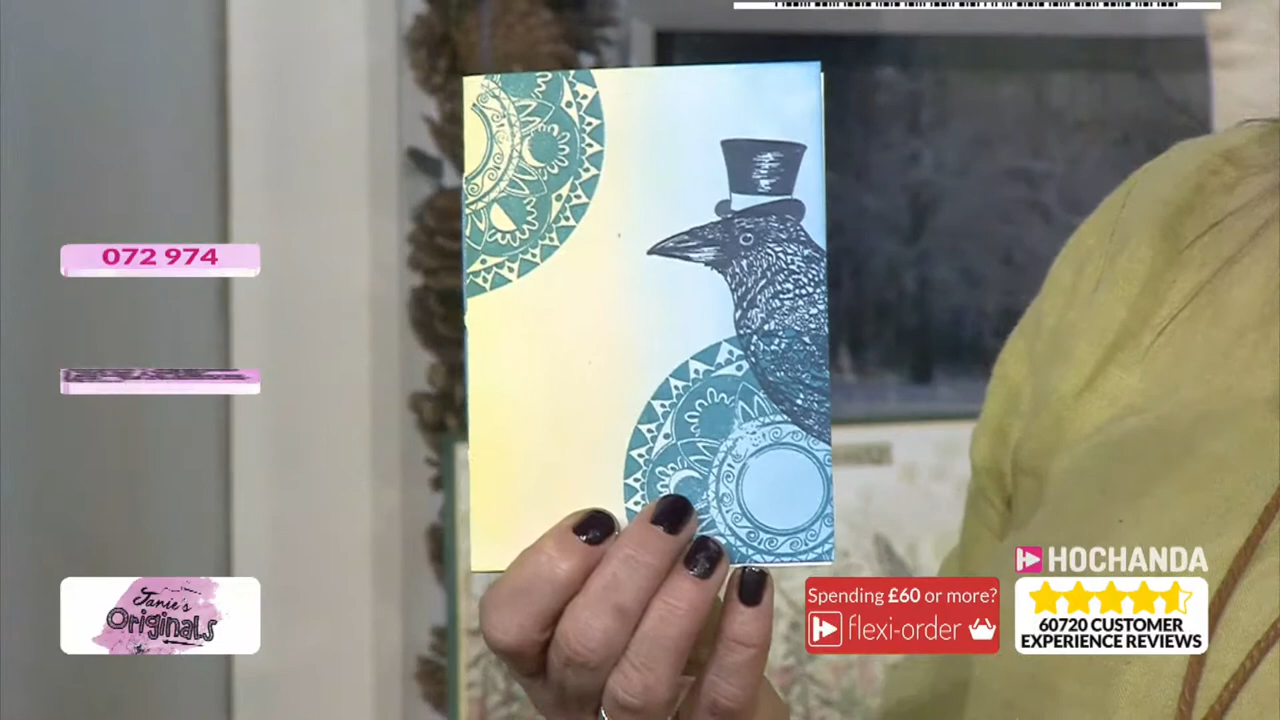 072 974
Janie's
Originals
Spending £60 or more?
flexi-order
HOCHANDA
60720 CUSTOMER
EXPERIENCE REVIEWS